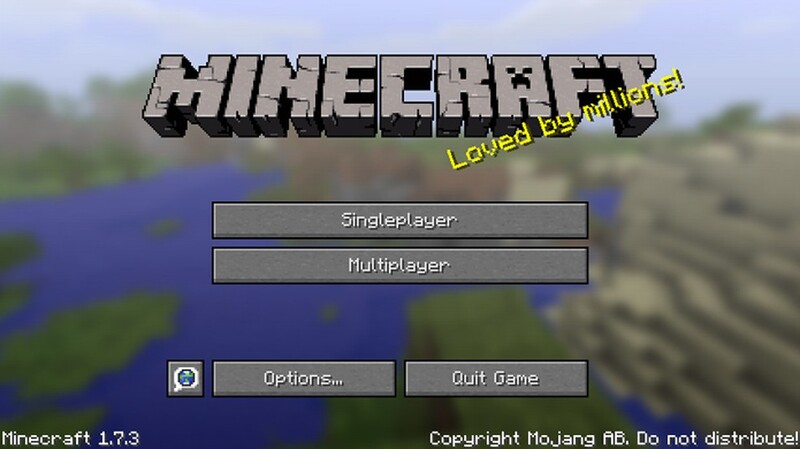 MINECRAFT
Loved by millions!
Singleplayer
Multiplayer
Options...
Quit Game
Minecraft 1.7.3
Copyright Mojang AB. Do not distribute!